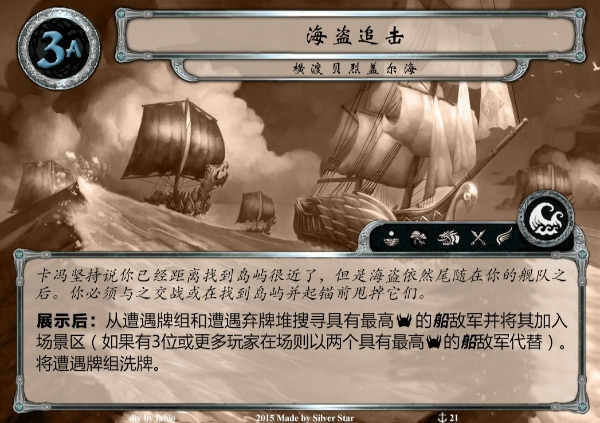 3A
海盗追击
横渡贝烈盖尔海
卡冯坚持说你已经距离找到岛屿很近了，但是海盗依然尾随在你的舰队之
后。你必须与之交战或在找到岛屿并起锚前甩掉它们。
展示后：从遭遇牌组和遭遇弃牌堆搜寻具有最高的船敌军并将其加入
场景区（如果有3位或更多玩家在场则以两个具有最高的船敌军代替）。
将遭遇牌组洗牌。
2015 Made by Silver Star
21